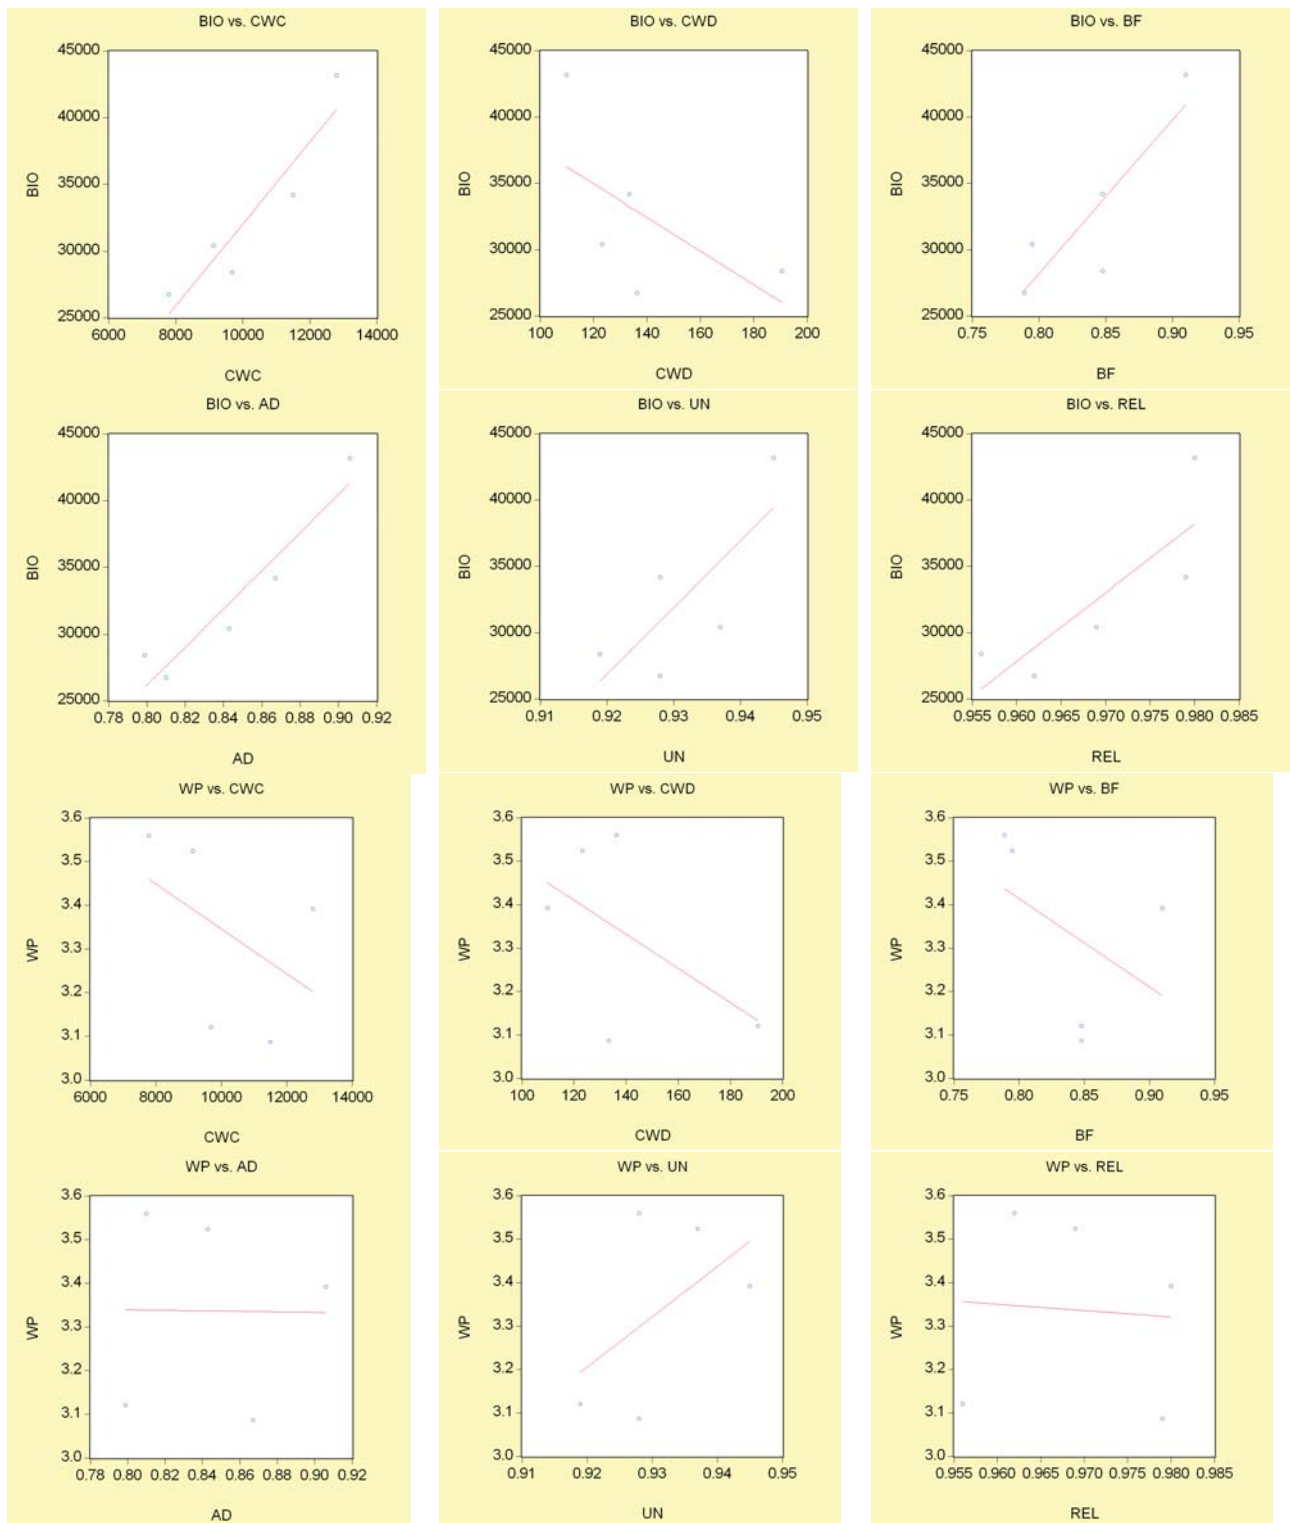 BIO vs. CWC
45000
40000
35000
30000
25000
BIO
6000 8000 10000 12000 14000
CWC
BIO vs. CWD
45000
40000
35000
30000
25000
BIO
100 120 140 160 180 200
CWD
BIO vs. BF
45000
40000
35000
30000
25000
BIO
0.75 0.80 0.85 0.90 0.95
BF
BIO vs. AD
45000
40000
35000
30000
25000
BIO
0.78 0.80 0.82 0.84 0.86 0.88 0.90 0.92
AD
BIO vs. UN
45000
40000
35000
30000
25000
BIO
0.91 0.92 0.93 0.94 0.95
UN
BIO vs. REL
45000
40000
35000
30000
25000
BIO
0.955 0.960 0.965 0.970 0.975 0.980 0.985
REL
WP vs. CWC
3.6
3.5
3.4
3.3
3.2
3.1
3.0
WP
6000 8000 10000 12000 14000
CWC
WP vs. CWD
3.6
3.5
3.4
3.3
3.2
3.1
3.0
WP
100 120 140 160 180 200
CWD
WP vs. BF
3.6
3.5
3.4
3.3
3.2
3.1
3.0
WP
0.75 0.80 0.85 0.90 0.95
BF
WP vs. AD
3.6
3.5
3.4
3.3
3.2
3.1
3.0
WP
0.78 0.80 0.82 0.84 0.86 0.88 0.90 0.92
AD
WP vs. UN
3.6
3.5
3.4
3.3
3.2
3.1
3.0
WP
0.91 0.92 0.93 0.94 0.95
UN
WP vs. REL
3.6
3.5
3.4
3.3
3.2
3.1
3.0
WP
0.955 0.960 0.965 0.970 0.975 0.980 0.985
REL